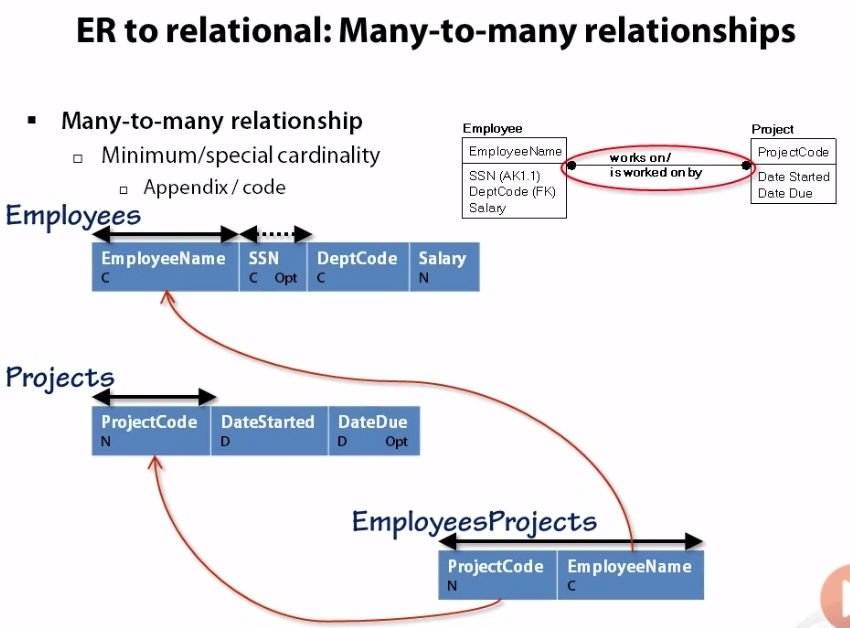 ER to relational: Many-to-many relationships
Many-to-many relationship
Minimum/special cardinality
Appendix / code
Employee
EmployeeName
SSN (AK1.1)
DeptCode (FK)
Salary
works on/
is worked on by
Project
ProjectCode
Date Started
Date Due
Employees
EmployeeName SSN DeptCode Salary
C C Opt C N
Projects
ProjectCode DateStarted DateDue
N D D Opt
EmployeesProjects
ProjectCode EmployeeName
N C